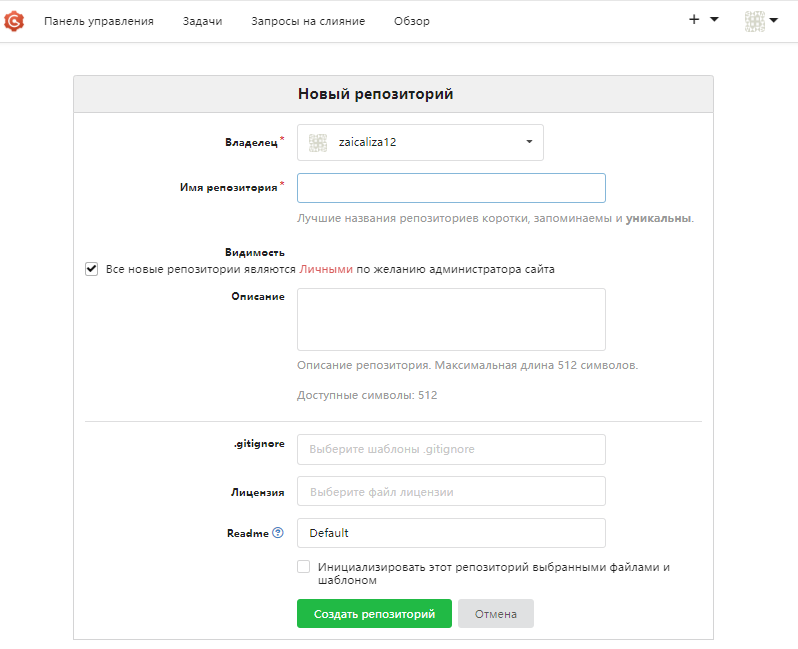 Панель управления Задачи Запросы на слияние Обзор
Новый репозиторий
Владелец*
zaicaliza12
Имя репозитория*
Лучшие названия репозиториев коротки, запоминаемы и уникальны.
Видимость
Все новые репозитории являются Личными по желанию администратора сайта
Описание
Описание репозитория. Максимальная длина 512 символов.
Доступные символы: 512
.gitignore
Выберите шаблоны .gitignore
Лицензия
Выберите файл лицензии
Readme
Default
Инициализировать этот репозиторий выбранными файлами и
шаблоном
Создать репозиторий Отмена